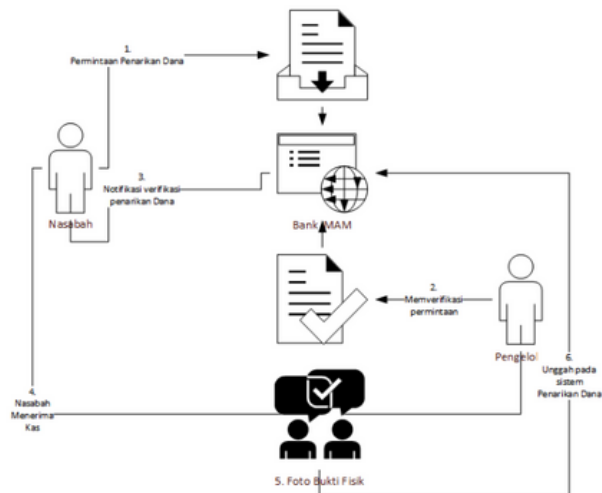 1.
Permintaan Penarikan Dana
3.
Notifikasi verifikasi
penarikan Dana
Nasabah
Bank MAM
2.
Memverifikasi
permintaan
Pengelol
6.
Unggah pada
sistem
Penarikan Dana
4.
Nasabah
Menerima
Kas
5. Foto Bukti Fisik